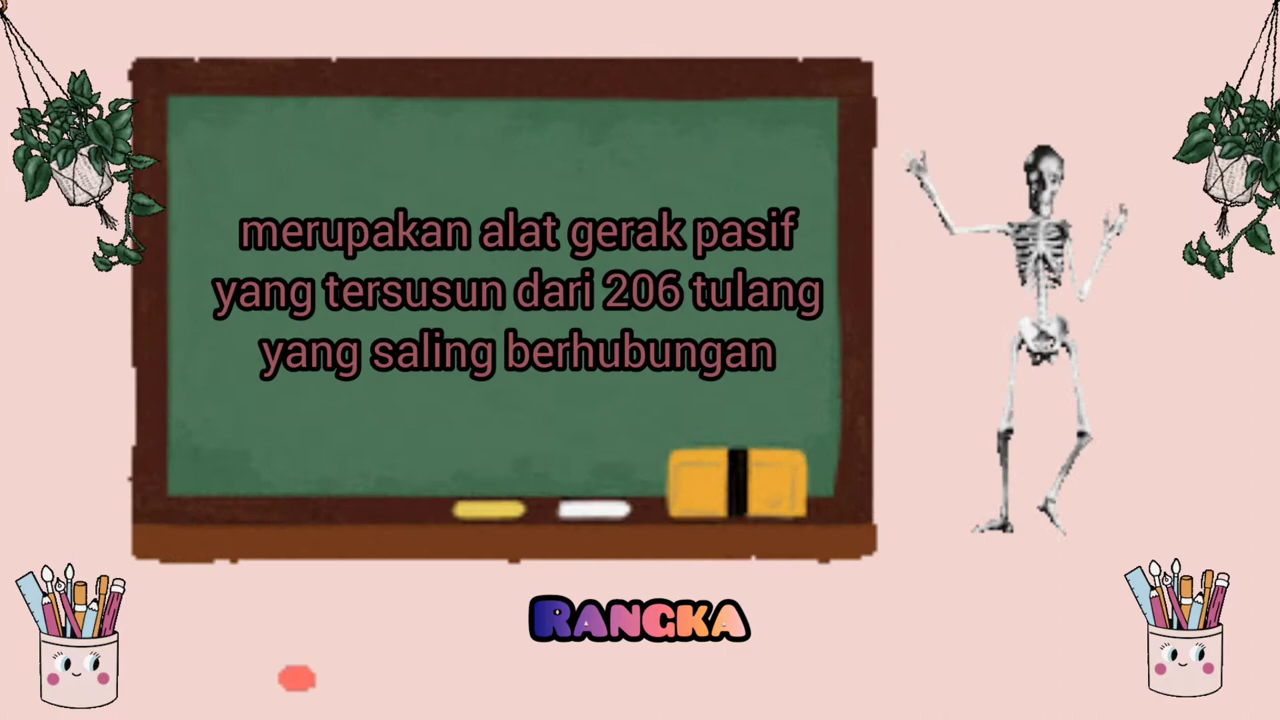 merupakan alat gerak pasif
yang tersusun dari 206 tulang
yang saling berhubungan
RANGKA